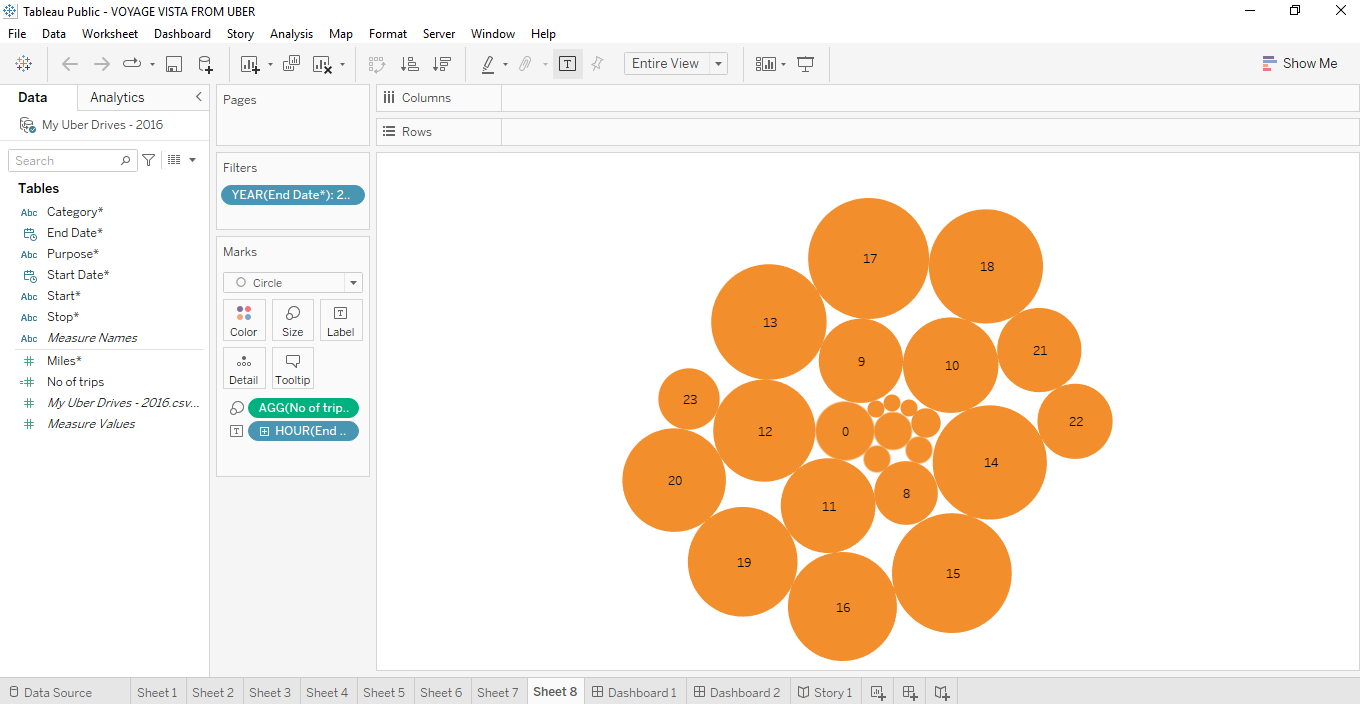 Tableau Public - VOYAGE VISTA FROM UBER
File Data Worksheet Dashboard Story Analysis Map Format Server Window Help
T Entire View Show Me
Data Analytics
My Uber Drives - 2016
Search
Tables
Abc Category*
End Date*
Abc Purpose*
Start Date*
Abc Start*
Abc Stop*
Abc Measure Names
Miles*
No of trips
My Uber Drives - 2016.csv...
Measure Values
Pages
Filters
YEAR(End Date*): 2..
Marks
Circle
Color Size Label
Detail Tooltip
AGG(No of trip..
HOUR(End ..
Columns
Rows
17
18
13
21
9
10
23
22
12
0
14
20
8
11
19
15
16
Data Source Sheet 1 Sheet 2 Sheet 3 Sheet 4 Sheet 5 Sheet 6 Sheet 7 Sheet 8 Dashboard 1 Dashboard 2 Story 1